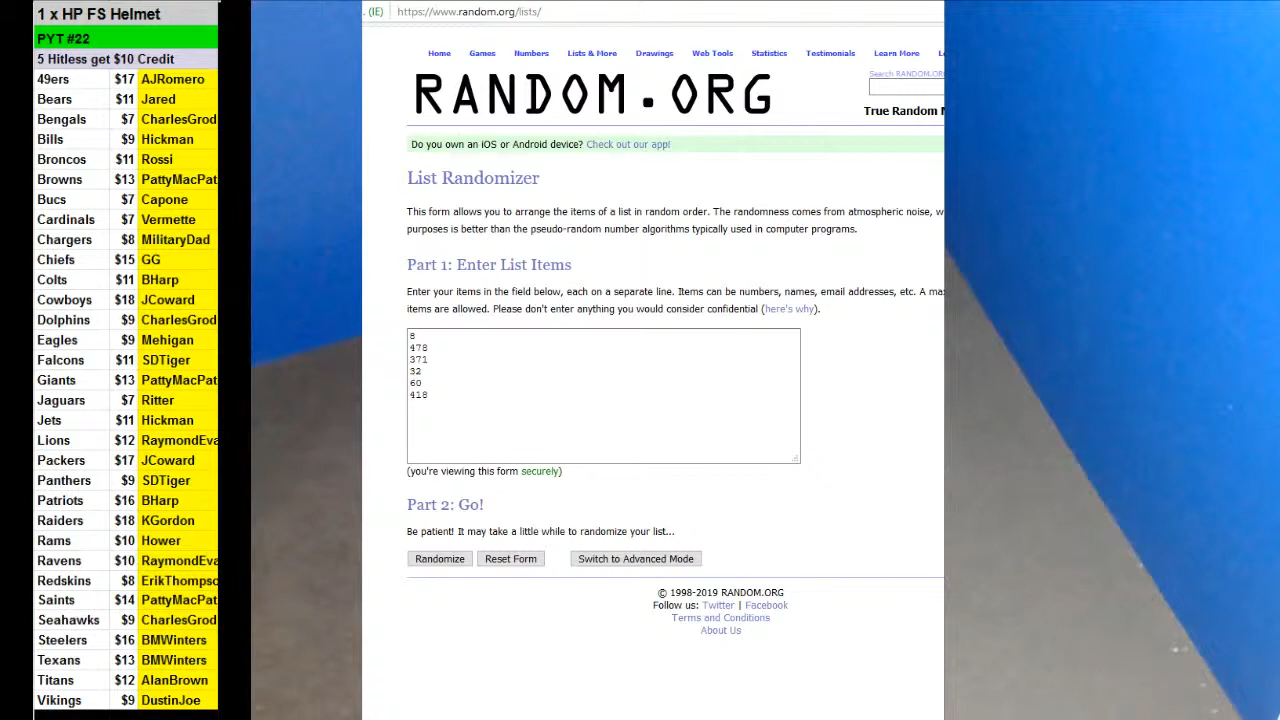 1 x HP FS Helmet
PYT #22
5 Hitless get $10 Credit
49ers $17 AJRomero
Bears $11 Jared
Bengals $7 CharlesGrod
Bills $9 Hickman
Broncos $11 Rossi
Browns $13 PattyMacPat
Bucs $7 Capone
Cardinals $7 Vermette
Chargers $8 MilitaryDad
Chiefs $15 GG
Colts $11 BHarp
Cowboys $18 JCoward
Dolphins $9 CharlesGrod
Eagles $9 Mehigan
Falcons $11 SDTiger
Giants $13 PattyMacPat
Jaguars $7 Ritter
Jets $11 Hickman
Lions $12 RaymondEva
Packers $17 JCoward
Panthers $9 SDTiger
Patriots $16 BHarp
Raiders $18 KGordon
Rams $10 Hower
Ravens $10 RaymondEva
Redskins $8 ErikThompso
Saints $14 PattyMacPat
Seahawks $9 CharlesGrod
Steelers $16 BMWinters
Texans $13 BMWinters
Titans $12 AlanBrown
Vikings $9 DustinJoe
. (IE) https://www.random.org/lists/
Home Games Numbers Lists & More Drawings Web Tools Statistics Testimonials Learn More
Search RANDOM.OR
RANDOM.ORG
True Random N
Do you own an iOS or Android device? Check out our app!
List Randomizer
This form allows you to arrange the items of a list in random order. The randomness comes from atmospheric noise, w
purposes is better than the pseudo-random number algorithms typically used in computer programs.
Part 1: Enter List Items
Enter your items in the field below, each on a separate line. Items can be numbers, names, email addresses, etc. A ma
items are allowed. Please don't enter anything you would consider confidential (here's why).
8
478
371
32
60
418
(you're viewing this form securely)
Part 2: Go!
Be patient! It may take a little while to randomize your list...
Randomize Reset Form Switch to Advanced Mode
© 1998-2019 RANDOM.ORG
Follow us: Twitter | Facebook
Terms and Conditions
About Us